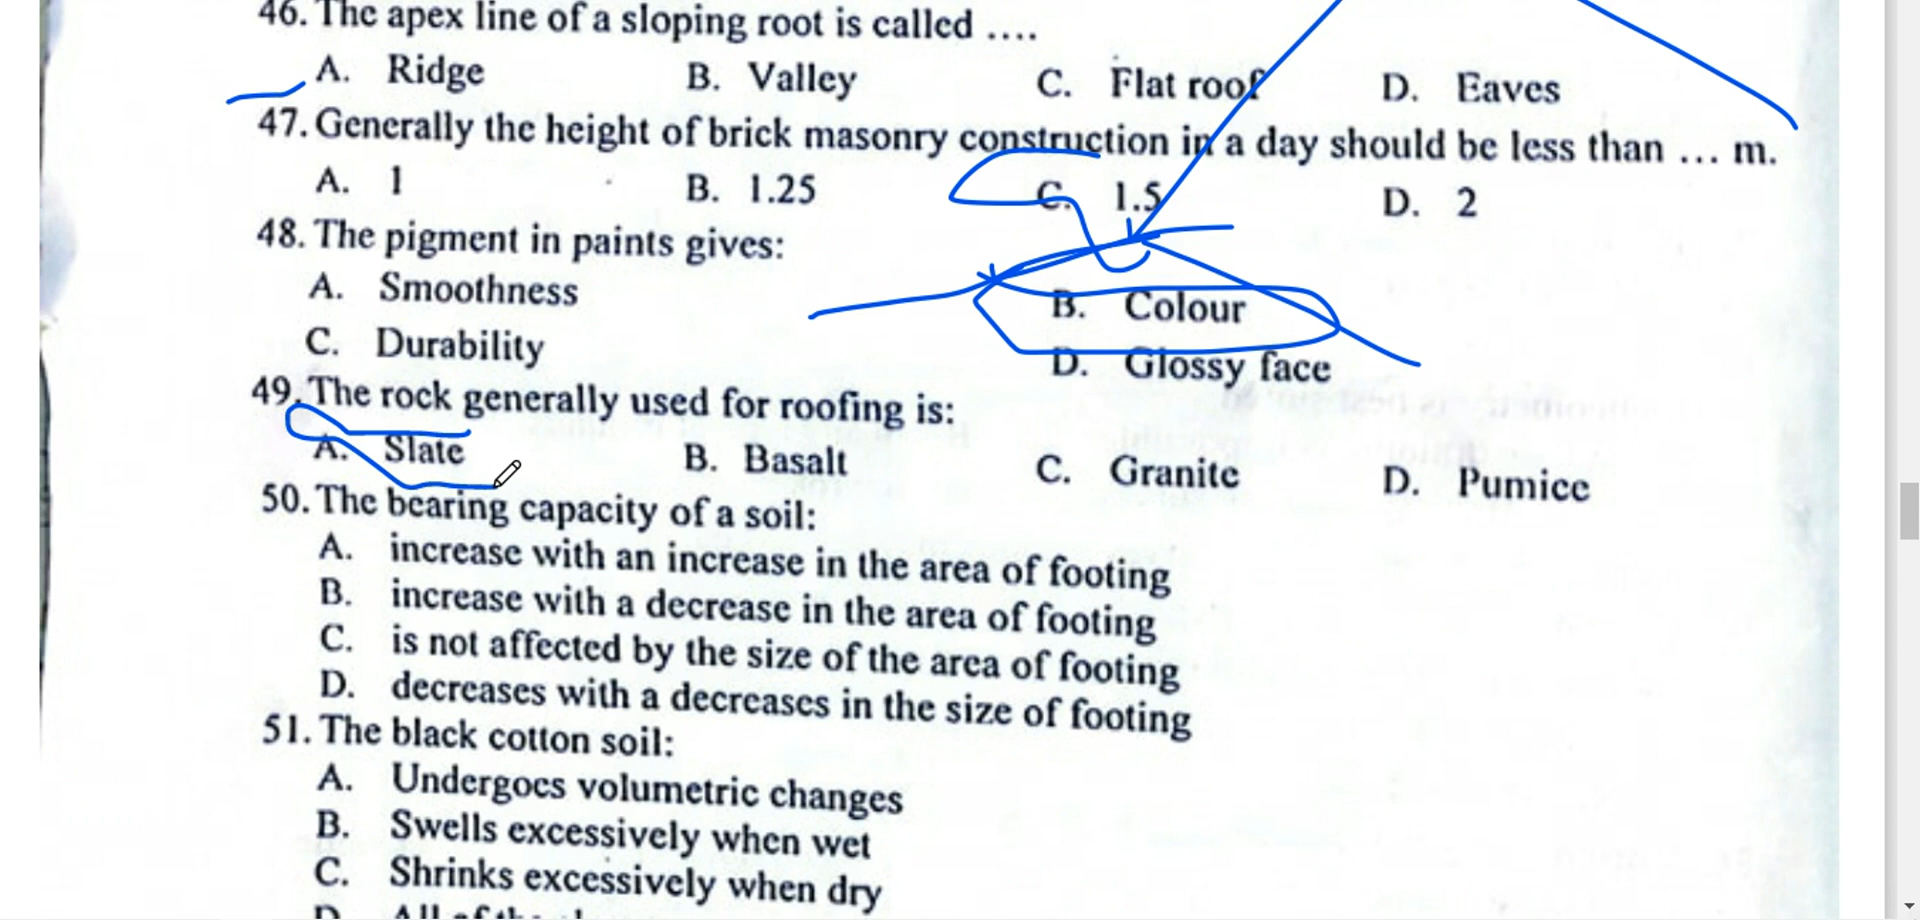 46. The apex line of a sloping root is called ....
A. Ridge B. Valley C. Flat roof D. Eaves
47. Generally the height of brick masonry construction in a day should be less than ... m.
A. 1 B. 1.25 C. 1.5 D. 2
48. The pigment in paints gives:
A. Smoothness B. Colour
C. Durability D. Glossy face
49. The rock generally used for roofing is:
A. Slate B. Basalt C. Granite D. Pumice
50. The bearing capacity of a soil:
A. increase with an increase in the area of footing
B. increase with a decrease in the area of footing
C. is not affected by the size of the area of footing
D. decreases with a decreases in the size of footing
51. The black cotton soil:
A. Undergoes volumetric changes
B. Swells excessively when wet
C. Shrinks excessively when dry
D. All of the